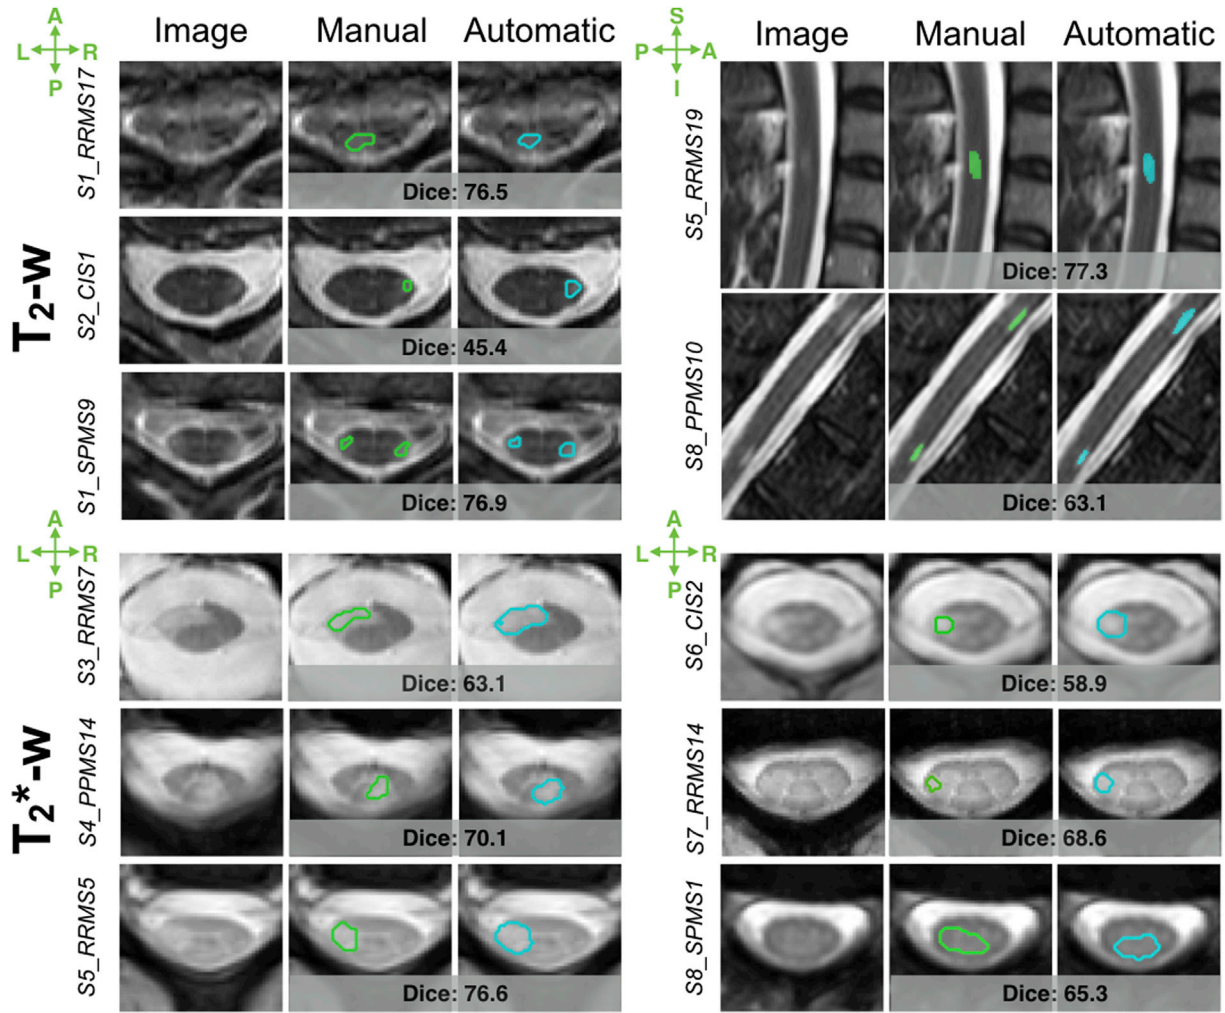 A
L R
P
Image Manual Automatic
S
P A
I
Image Manual Automatic
T2-w
S1_RRMS17
Dice: 76.5
S2_CIS1
Dice: 45.4
S1_SPMS9
Dice: 76.9
S5_RRMS19
Dice: 77.3
S8_PPMS10
Dice: 63.1
A
L R
P
A
L R
P
T2*-w
S3_RRMS7
Dice: 63.1
S4_PPMS14
Dice: 70.1
S5_RRMS5
Dice: 76.6
S6_CIS2
Dice: 58.9
S7_RRMS14
Dice: 68.6
S8_SPMS1
Dice: 65.3